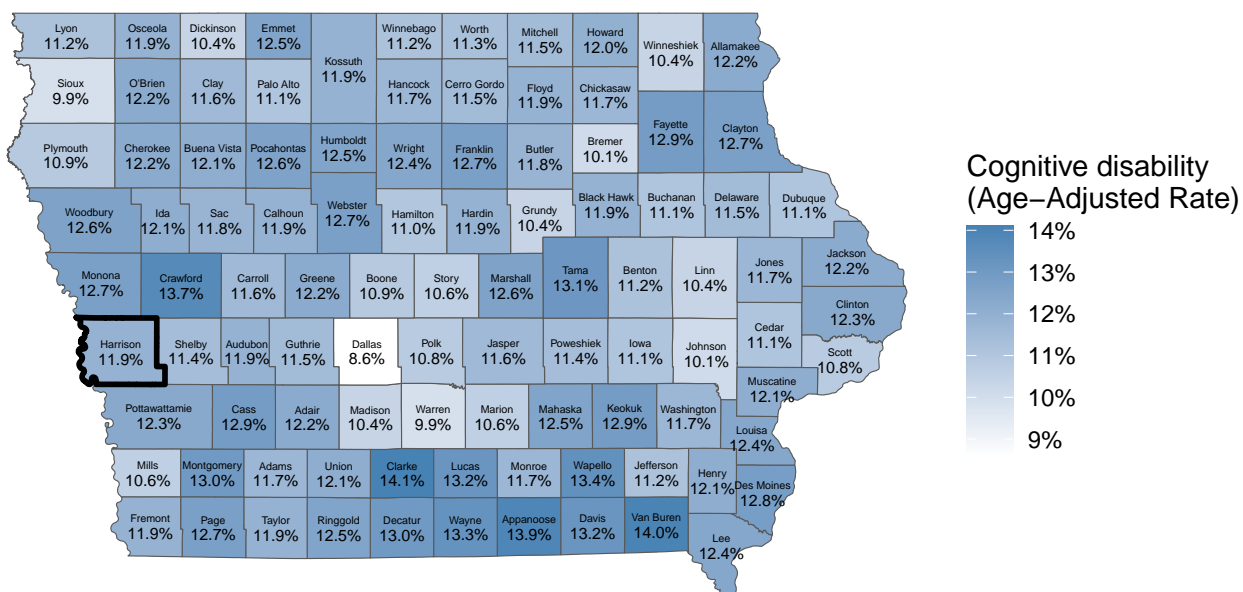 Lyon
11.2%
Osceola
11.9%
Dickinson
10.4%
Emmet
12.5%
Kossuth
11.9%
Winnebago
11.2%
Worth
11.3%
Mitchell
11.5%
Howard
12.0%
Winneshiek
10.4%
Allamakee
12.2%
Sioux
9.9%
O'Brien
12.2%
Clay
11.6%
Palo Alto
11.1%
Hancock
11.7%
Cerro Gordo
11.5%
Floyd
11.9%
Chickasaw
11.7%
Plymouth
10.9%
Cherokee
12.2%
Buena Vista
12.1%
Pocahontas
12.6%
Humboldt
12.5%
Wright
12.4%
Franklin
12.7%
Butler
11.8%
Bremer
10.1%
Fayette
12.9%
Clayton
12.7%
Woodbury
12.6%
Ida
12.1%
Sac
11.8%
Calhoun
11.9%
Webster
12.7%
Hamilton
11.0%
Hardin
11.9%
Grundy
10.4%
Black Hawk
11.9%
Buchanan
11.1%
Delaware
11.5%
Dubuque
11.1%
Monona
12.7%
Crawford
13.7%
Carroll
11.6%
Greene
12.2%
Boone
10.9%
Story
10.6%
Marshall
12.6%
Tama
13.1%
Benton
11.2%
Linn
10.4%
Jones
11.7%
Jackson
12.2%
Clinton
12.3%
Harrison
11.9%
Shelby
11.4%
Audubon
11.9%
Guthrie
11.5%
Dallas
8.6%
Polk
10.8%
Jasper
11.6%
Poweshiek
11.4%
Iowa
11.1%
Johnson
10.1%
Cedar
11.1%
Scott
10.8%
Muscatine
12.1%
Pottawattamie
12.3%
Cass
12.9%
Adair
12.2%
Madison
10.4%
Warren
9.9%
Marion
10.6%
Mahaska
12.5%
Keokuk
12.9%
Washington
11.7%
Louisa
12.4%
Mills
10.6%
Montgomery
13.0%
Adams
11.7%
Union
12.1%
Clarke
14.1%
Lucas
13.2%
Monroe
11.7%
Wapello
13.4%
Jefferson
11.2%
Henry
12.1%
Des Moines
12.8%
Fremont
11.9%
Page
12.7%
Taylor
11.9%
Ringgold
12.5%
Decatur
13.0%
Wayne
13.3%
Appanoose
13.9%
Davis
13.2%
Van Buren
14.0%
Lee
12.4%
Cognitive disability
(Age−Adjusted Rate)
14%
13%
12%
11%
10%
9%